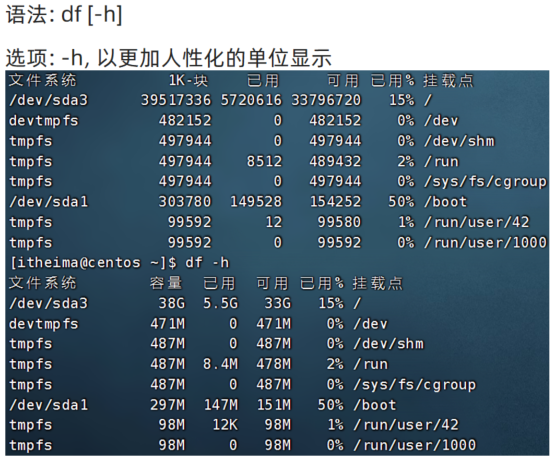 语法: df [-h]
选项: -h, 以更加人性化的单位显示
文件系统 1K-块 已用 可用 已用% 挂载点
/dev/sda3 39517336 5720616 33796720 15% /
devtmpfs 482152 0 482152 0% /dev
tmpfs 497944 0 497944 0% /dev/shm
tmpfs 497944 8512 489432 2% /run
tmpfs 497944 0 497944 0% /sys/fs/cgroup
/dev/sda1 303780 149528 154252 50% /boot
tmpfs 99592 12 99580 1% /run/user/42
tmpfs 99592 0 99592 0% /run/user/1000
[itheima@centos ~]$ df -h
文件系统 容量 已用 可用 已用% 挂载点
/dev/sda3 38G 5.5G 33G 15% /
devtmpfs 471M 0 471M 0% /dev
tmpfs 487M 0 487M 0% /dev/shm
tmpfs 487M 8.4M 478M 2% /run
tmpfs 487M 0 487M 0% /sys/fs/cgroup
/dev/sda1 297M 147M 151M 50% /boot
tmpfs 98M 12K 98M 1% /run/user/42
tmpfs 98M 0 98M 0% /run/user/1000